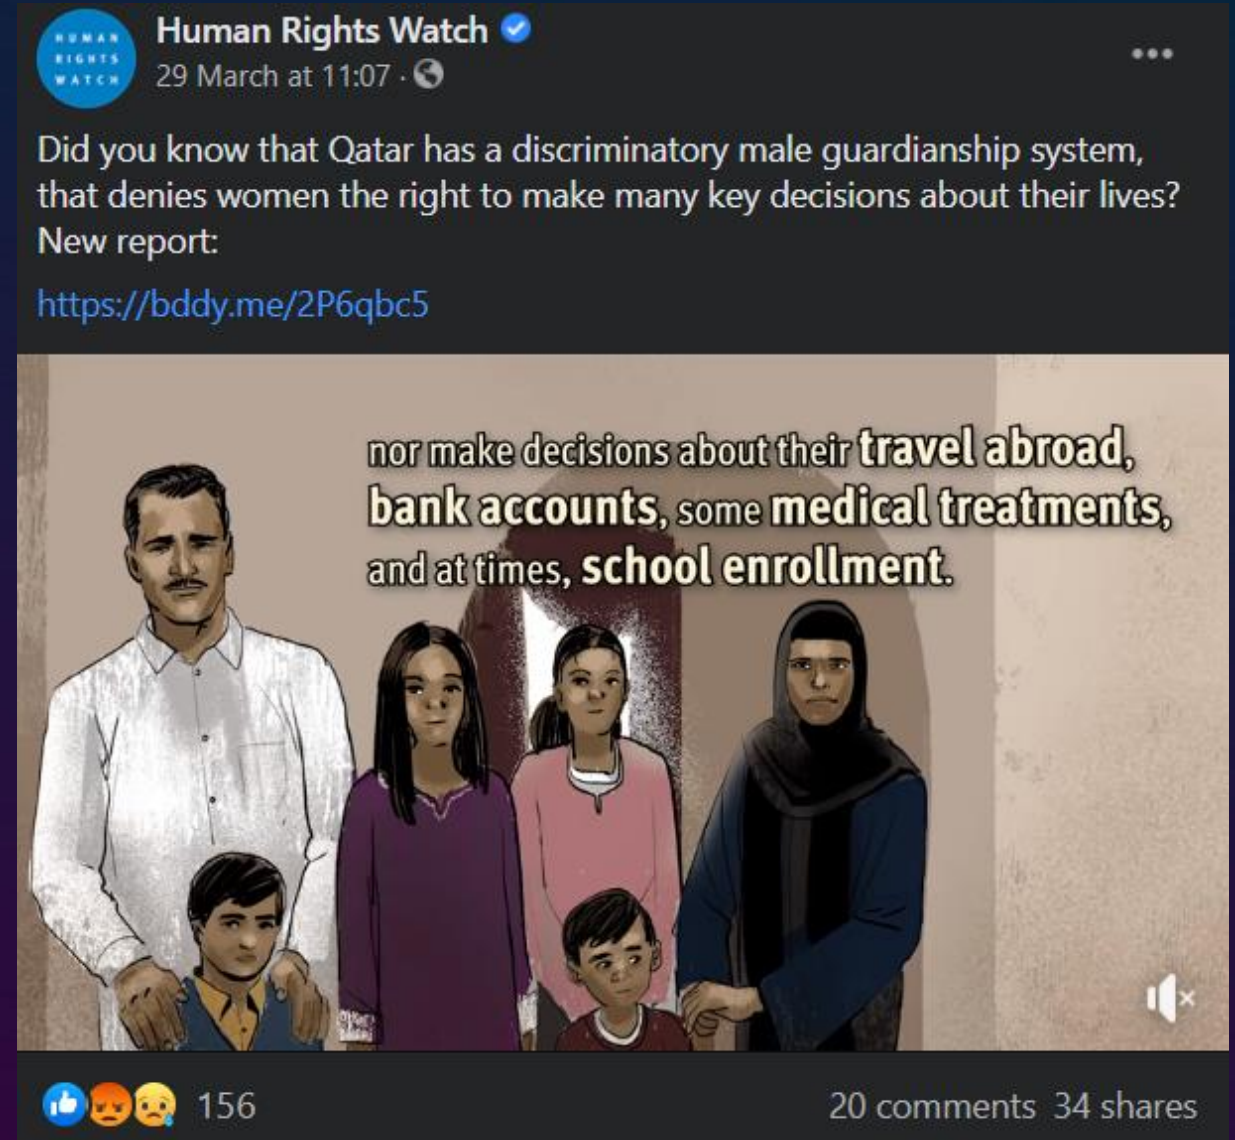 HUMAN
RIGHTS
WATCH
Human Rights Watch
29 March at 11:07 ·
Did you know that Qatar has a discriminatory male guardianship system,
that denies women the right to make many key decisions about their lives?
New report:
https://bddy.me/2P6qbc5
nor make decisions about their travel abroad,
bank accounts, some medical treatments,
and at times, school enrollment.
156
20 comments 34 shares